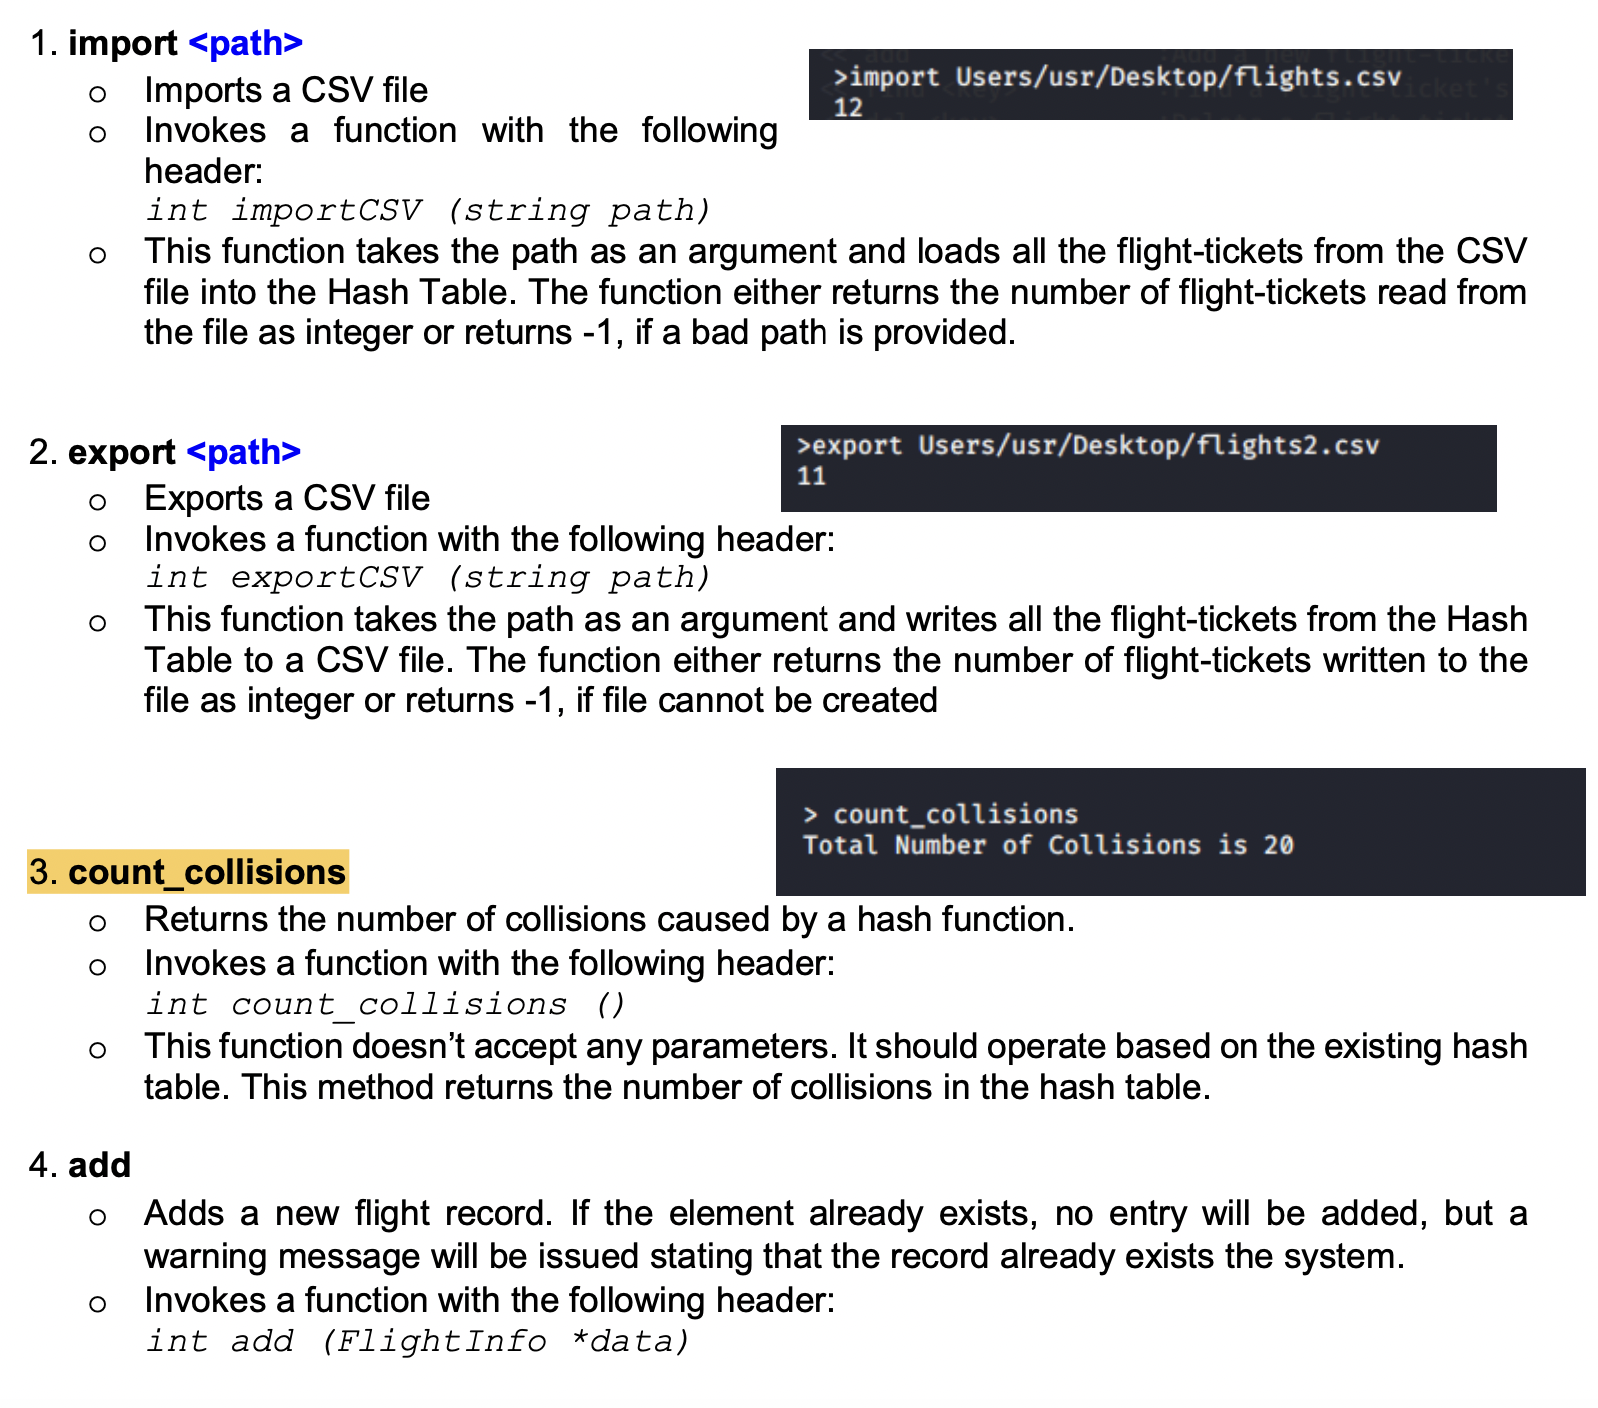 1. import <path>
>import Users/usr/Desktop/flights.csv
12
o Imports a CSV file
o Invokes a function with the following
header:
int importCSV (string path)
o This function takes the path as an argument and loads all the flight-tickets from the CSV
file into the Hash Table. The function either returns the number of flight-tickets read from
the file as integer or returns -1, if a bad path is provided.
2. export <path>
>export Users/usr/Desktop/flights2.csv
11
o Exports a CSV file
o Invokes a function with the following header:
int exportCSV (string path)
o This function takes the path as an argument and writes all the flight-tickets from the Hash
Table to a CSV file. The function either returns the number of flight-tickets written to the
file as integer or returns -1, if file cannot be created
> count_collisions
Total Number of Collisions is 20
3. count_collisions
o Returns the number of collisions caused by a hash function.
o Invokes a function with the following header:
int count_collisions ()
o This function doesn’t accept any parameters. It should operate based on the existing hash
table. This method returns the number of collisions in the hash table.
4. add
o Adds a new flight record. If the element already exists, no entry will be added, but a
warning message will be issued stating that the record already exists the system.
o Invokes a function with the following header:
int add (FlightInfo *data)